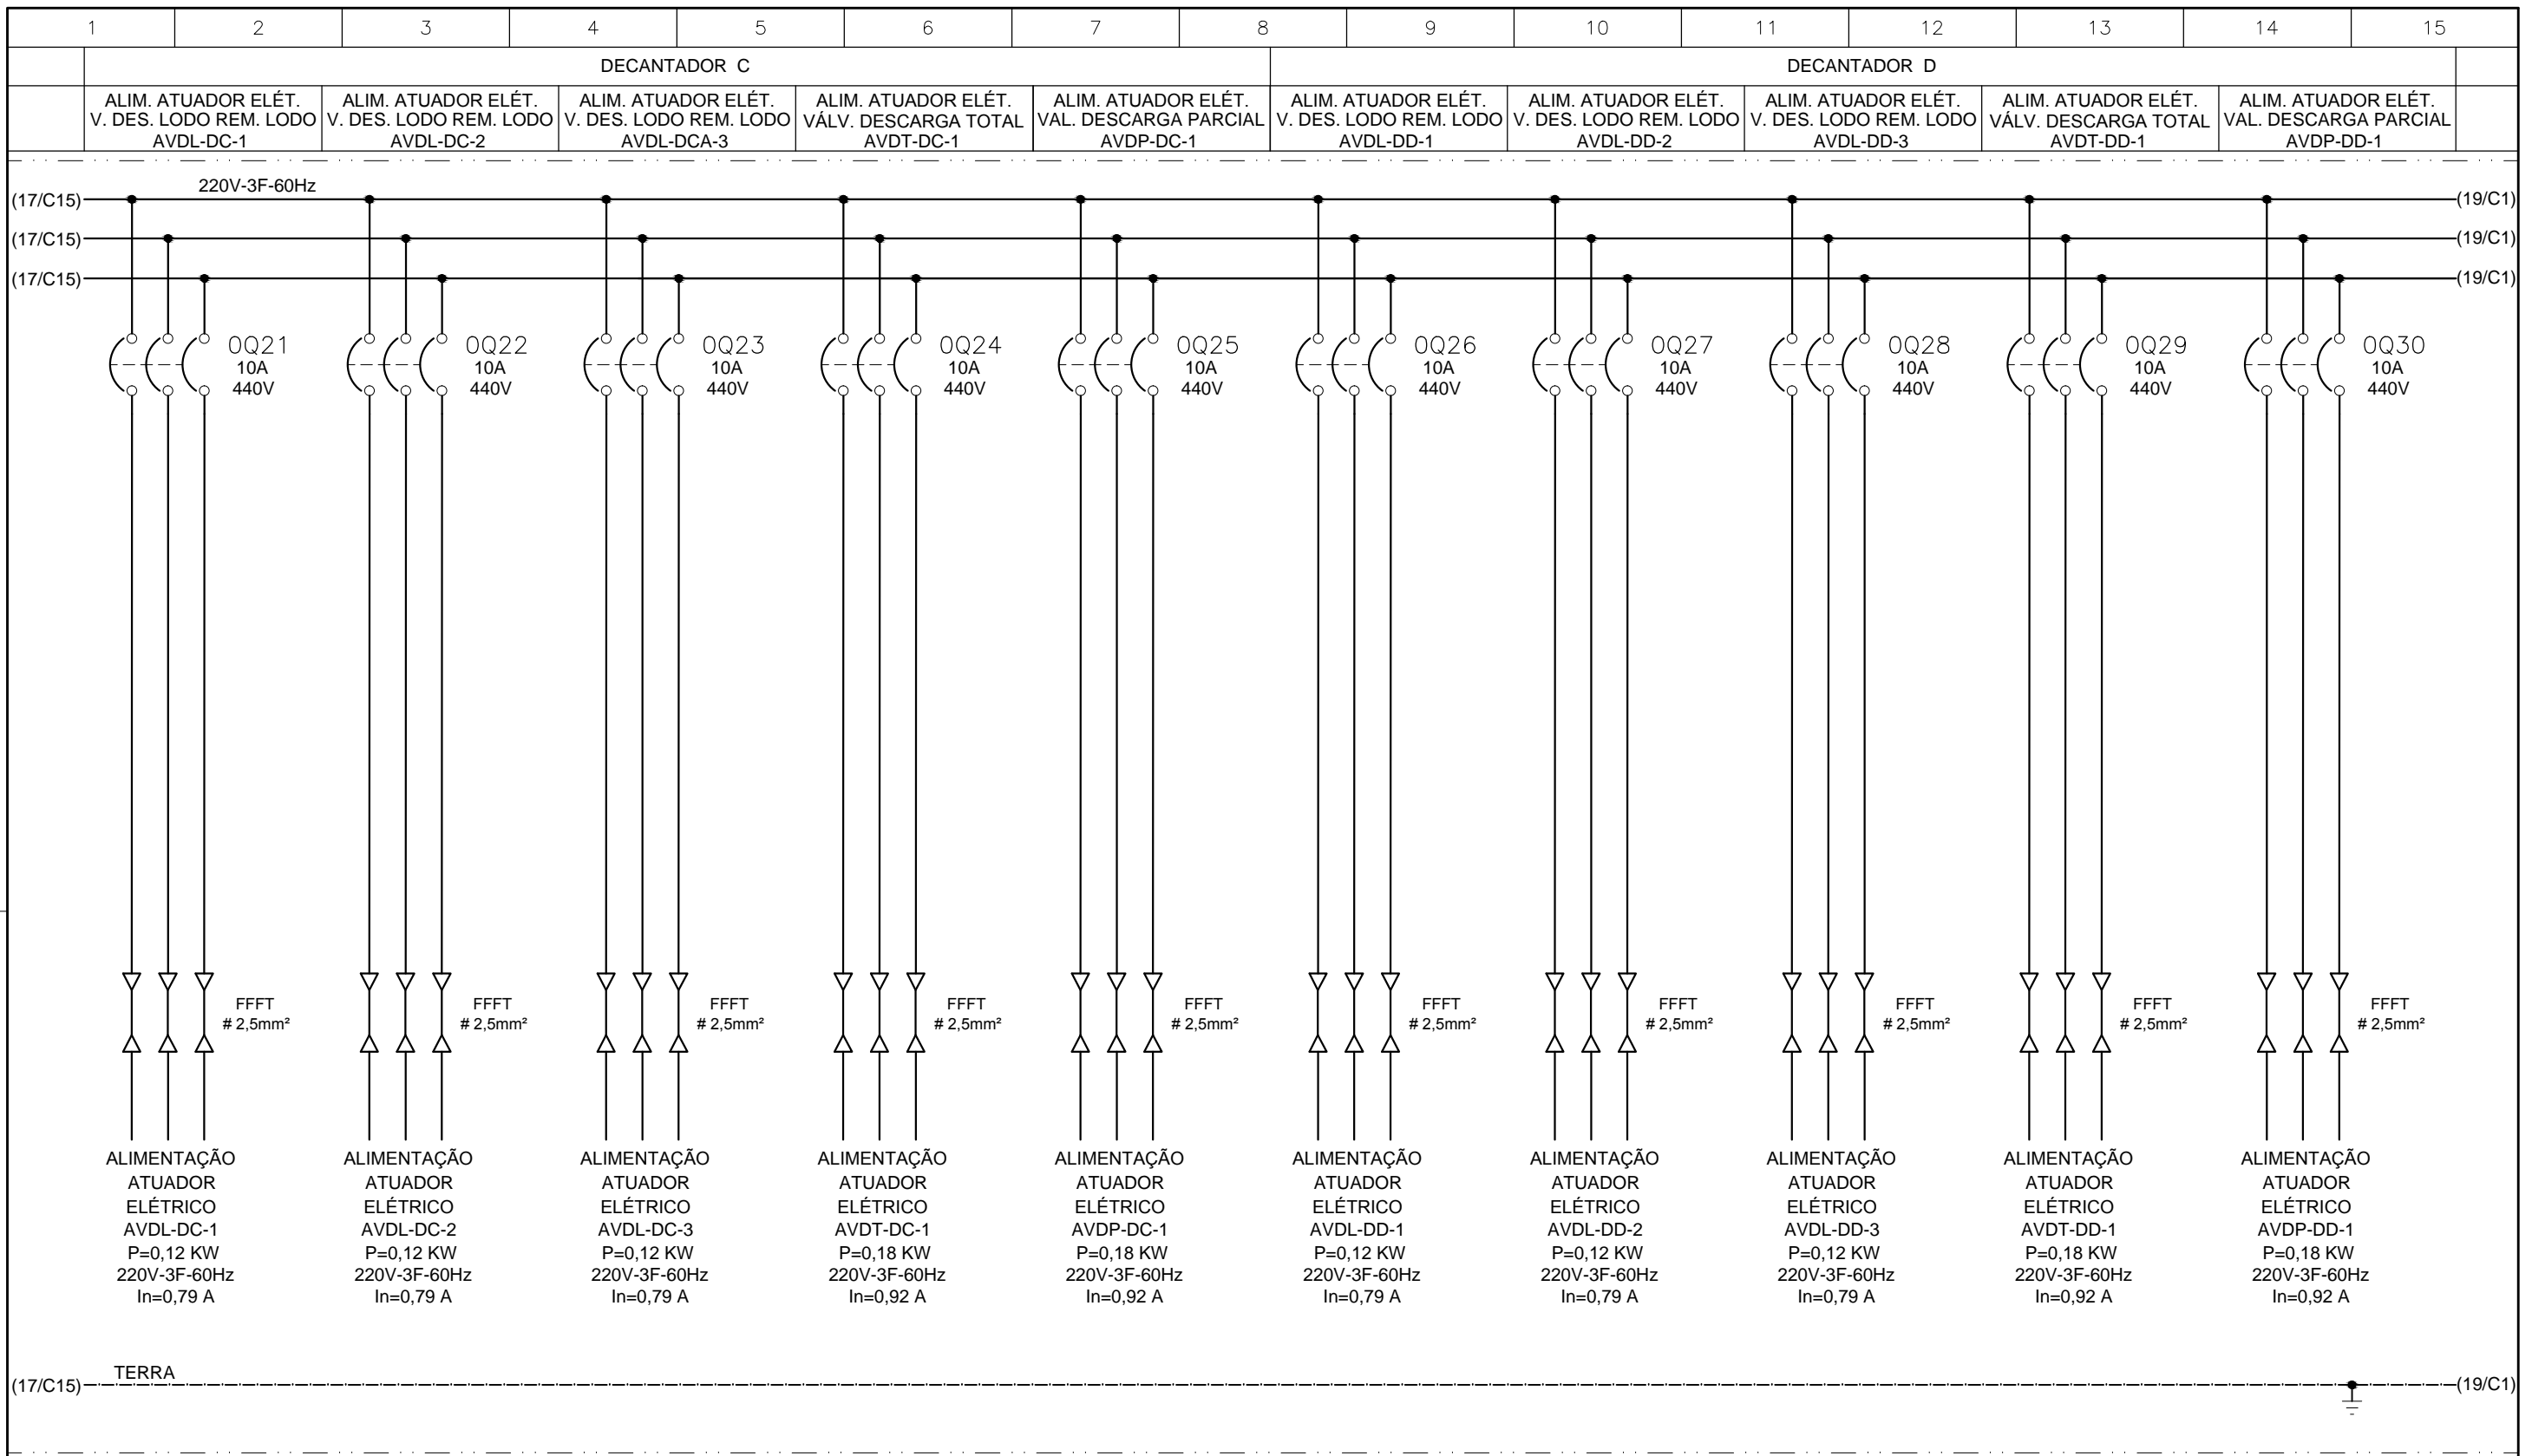 1 2 3 4 5 6 7 8 9 10 11 12 13 14 15
DECANTADOR C DECANTADOR D
ALIM. ATUADOR ELÉT.
V. DES. LODO REM. LODO
AVDL-DC-1
ALIM. ATUADOR ELÉT.
V. DES. LODO REM. LODO
AVDL-DC-2
ALIM. ATUADOR ELÉT.
V. DES. LODO REM. LODO
AVDL-DCA-3
ALIM. ATUADOR ELÉT.
VÁLV. DESCARGA TOTAL
AVDT-DC-1
ALIM. ATUADOR ELÉT.
VAL. DESCARGA PARCIAL
AVDP-DC-1
ALIM. ATUADOR ELÉT.
V. DES. LODO REM. LODO
AVDL-DD-1
ALIM. ATUADOR ELÉT.
V. DES. LODO REM. LODO
AVDL-DD-2
ALIM. ATUADOR ELÉT.
V. DES. LODO REM. LODO
AVDL-DD-3
ALIM. ATUADOR ELÉT.
VÁLV. DESCARGA TOTAL
AVDT-DD-1
ALIM. ATUADOR ELÉT.
VAL. DESCARGA PARCIAL
AVDP-DD-1
220V-3F-60Hz
(17/C15) (19/C1)
(17/C15) (19/C1)
(17/C15) (19/C1)
0Q21
10A
440V
0Q22
10A
440V
0Q23
10A
440V
0Q24
10A
440V
0Q25
10A
440V
0Q26
10A
440V
0Q27
10A
440V
0Q28
10A
440V
0Q29
10A
440V
0Q30
10A
440V
FFFT
# 2,5mm²
FFFT
# 2,5mm²
FFFT
# 2,5mm²
FFFT
# 2,5mm²
FFFT
# 2,5mm²
FFFT
# 2,5mm²
FFFT
# 2,5mm²
FFFT
# 2,5mm²
FFFT
# 2,5mm²
FFFT
# 2,5mm²
ALIMENTAÇÃO
ATUADOR
ELÉTRICO
AVDL-DC-1
P=0,12 KW
220V-3F-60Hz
In=0,79 A
ALIMENTAÇÃO
ATUADOR
ELÉTRICO
AVDL-DC-2
P=0,12 KW
220V-3F-60Hz
In=0,79 A
ALIMENTAÇÃO
ATUADOR
ELÉTRICO
AVDL-DC-3
P=0,12 KW
220V-3F-60Hz
In=0,79 A
ALIMENTAÇÃO
ATUADOR
ELÉTRICO
AVDT-DC-1
P=0,18 KW
220V-3F-60Hz
In=0,92 A
ALIMENTAÇÃO
ATUADOR
ELÉTRICO
AVDP-DC-1
P=0,18 KW
220V-3F-60Hz
In=0,92 A
ALIMENTAÇÃO
ATUADOR
ELÉTRICO
AVDL-DD-1
P=0,12 KW
220V-3F-60Hz
In=0,79 A
ALIMENTAÇÃO
ATUADOR
ELÉTRICO
AVDL-DD-2
P=0,12 KW
220V-3F-60Hz
In=0,79 A
ALIMENTAÇÃO
ATUADOR
ELÉTRICO
AVDL-DD-3
P=0,12 KW
220V-3F-60Hz
In=0,79 A
ALIMENTAÇÃO
ATUADOR
ELÉTRICO
AVDT-DD-1
P=0,18 KW
220V-3F-60Hz
In=0,92 A
ALIMENTAÇÃO
ATUADOR
ELÉTRICO
AVDP-DD-1
P=0,18 KW
220V-3F-60Hz
In=0,92 A
TERRA
(17/C15) (19/C1)